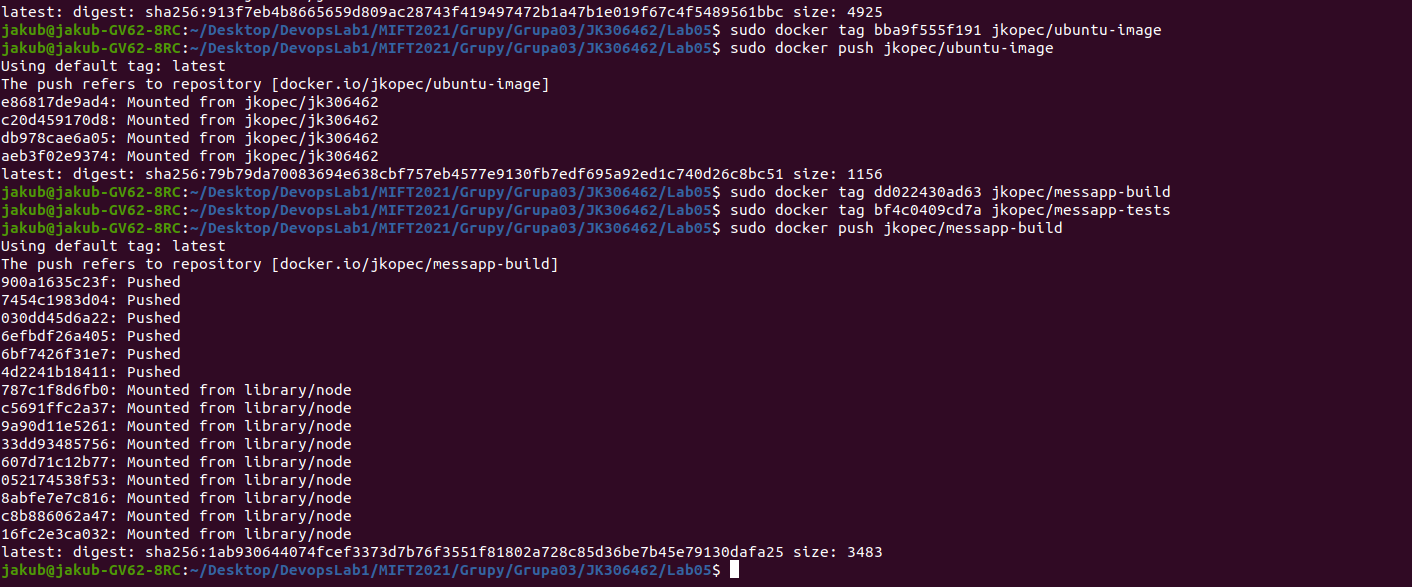 latest: digest: sha256:913f7eb4b8665659d809ac28743f419497472b1a47b1e019f67c4f5489561bbc size: 4925
jakub@jakub-GV62-8RC:~/Desktop/DevopsLab1/MIFT2021/Grupy/Grupa03/JK306462/Lab05$ sudo docker tag bba9f555f191 jkopec/ubuntu-image
jakub@jakub-GV62-8RC:~/Desktop/DevopsLab1/MIFT2021/Grupy/Grupa03/JK306462/Lab05$ sudo docker push jkopec/ubuntu-image
Using default tag: latest
The push refers to repository [docker.io/jkopec/ubuntu-image]
e86817de9ad4: Mounted from jkopec/jk306462
c20d459170d8: Mounted from jkopec/jk306462
db978cae6a05: Mounted from jkopec/jk306462
aeb3f02e9374: Mounted from jkopec/jk306462
latest: digest: sha256:79b79da70083694e638cbf757eb4577e9130fb7edf695a92ed1c740d26c8bc51 size: 1156
jakub@jakub-GV62-8RC:~/Desktop/DevopsLab1/MIFT2021/Grupy/Grupa03/JK306462/Lab05$ sudo docker tag dd022430ad63 jkopec/messapp-build
jakub@jakub-GV62-8RC:~/Desktop/DevopsLab1/MIFT2021/Grupy/Grupa03/JK306462/Lab05$ sudo docker tag bf4c0409cd7a jkopec/messapp-tests
jakub@jakub-GV62-8RC:~/Desktop/DevopsLab1/MIFT2021/Grupy/Grupa03/JK306462/Lab05$ sudo docker push jkopec/messapp-build
Using default tag: latest
The push refers to repository [docker.io/jkopec/messapp-build]
900a1635c23f: Pushed
7454c1983d04: Pushed
030dd45d6a22: Pushed
6efbdf26a405: Pushed
6bf7426f31e7: Pushed
4d2241b18411: Pushed
787c1f8d6fb0: Mounted from library/node
c5691ffc2a37: Mounted from library/node
9a90d11e5261: Mounted from library/node
33dd93485756: Mounted from library/node
607d71c12b77: Mounted from library/node
052174538f53: Mounted from library/node
8abfe7e7c816: Mounted from library/node
c8b886062a47: Mounted from library/node
16fc2e3ca032: Mounted from library/node
latest: digest: sha256:1ab930644074fcef3373d7b76f3551f81802a728c85d36be7b45e79130dafa25 size: 3483
jakub@jakub-GV62-8RC:~/Desktop/DevopsLab1/MIFT2021/Grupy/Grupa03/JK306462/Lab05$